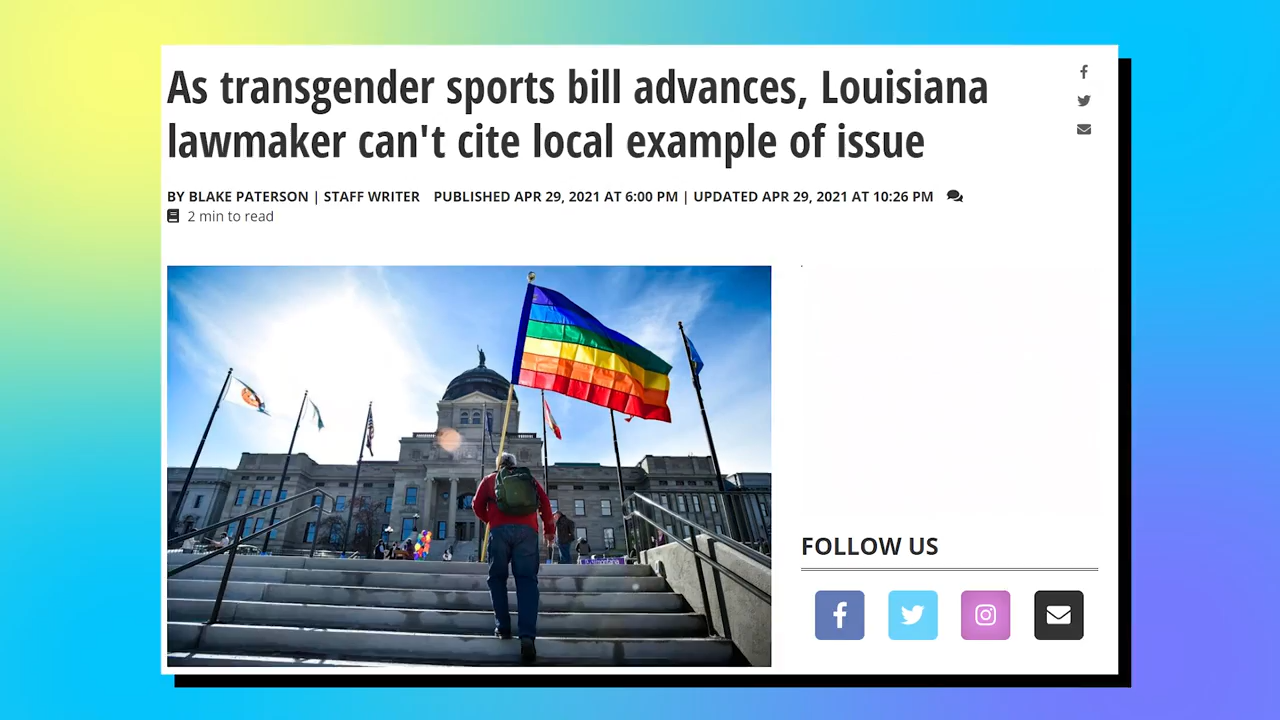 As transgender sports bill advances, Louisiana
lawmaker can't cite local example of issue
BY BLAKE PATERSON | STAFF WRITER PUBLISHED APR 29, 2021 AT 6:00 PM | UPDATED APR 29, 2021 AT 10:26 PM
2 min to read
FOLLOW US